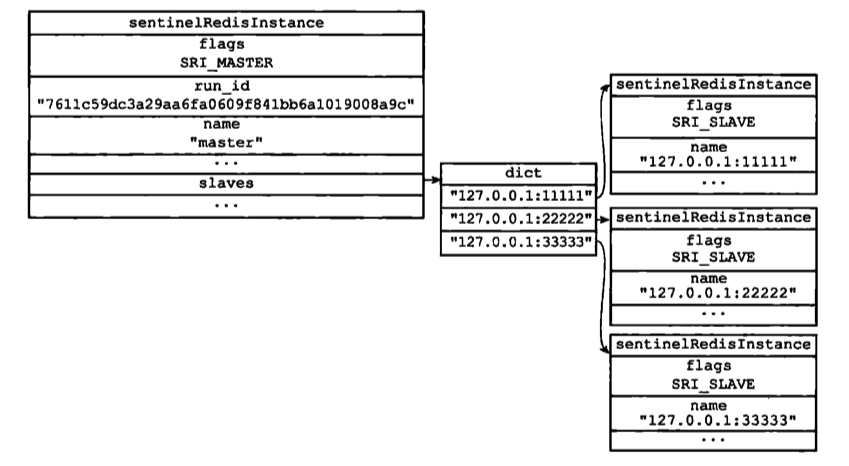 sentinelRedisInstance
flags
SRI_MASTER
run_id
"7611c59dc3a29aa6fa0609f841bb6a1019008a9c"
name
"master"
...
slaves
...
dict
"127.0.0.1:11111"
"127.0.0.1:22222"
"127.0.0.1:33333"
sentinelRedisInstance
flags
SRI_SLAVE
name
"127.0.0.1:11111"
...
sentinelRedisInstance
flags
SRI_SLAVE
name
"127.0.0.1:22222"
...
sentinelRedisInstance
flags
SRI_SLAVE
name
"127.0.0.1:33333"
...